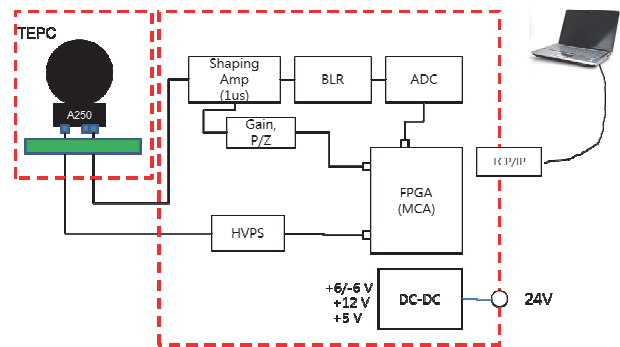 TEPC
A250
Shaping
Amp
(1us)
BLR
ADC
Gain,
P/Z
FPGA
(MCA)
TCP/IP
HVPS
+6/-6 V
+12 V
+5 V
DC-DC
24V